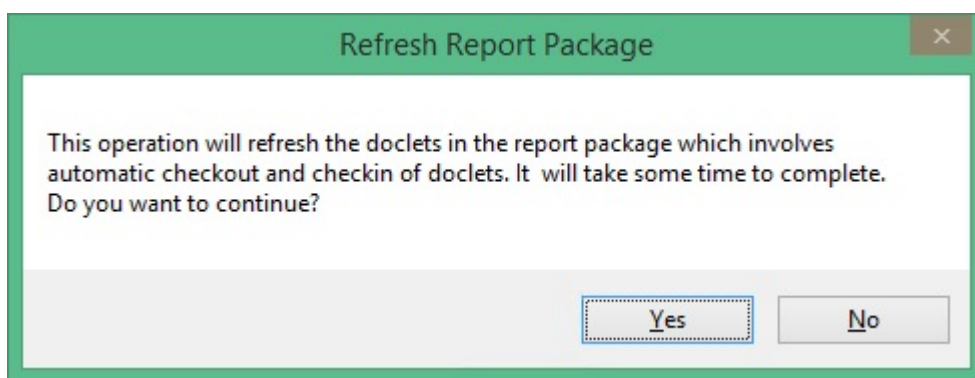 Refresh Report Package
This operation will refresh the doclets in the report package which involves
automatic checkout and checkin of doclets. It  will take some time to complete.
Do you want to continue?
Yes
No